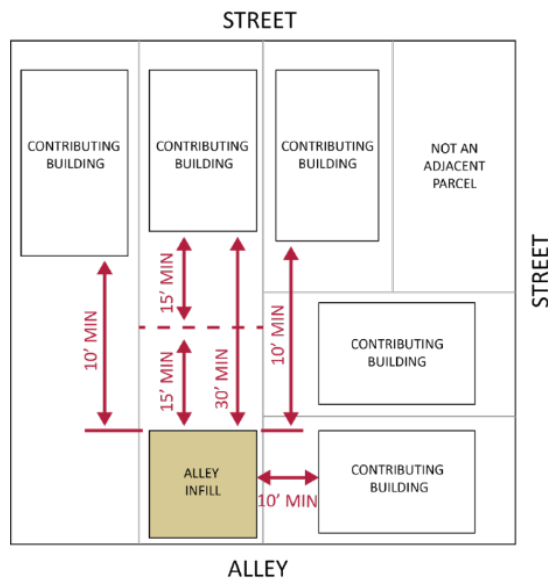 STREET
CONTRIBUTING
BUILDING
CONTRIBUTING
BUILDING
CONTRIBUTING
BUILDING
NOT AN
ADJACENT
PARCEL
STREET
10' MIN
15' MIN
15' MIN
30' MIN
10' MIN
CONTRIBUTING
BUILDING
ALLEY
INFILL
10' MIN
CONTRIBUTING
BUILDING
ALLEY